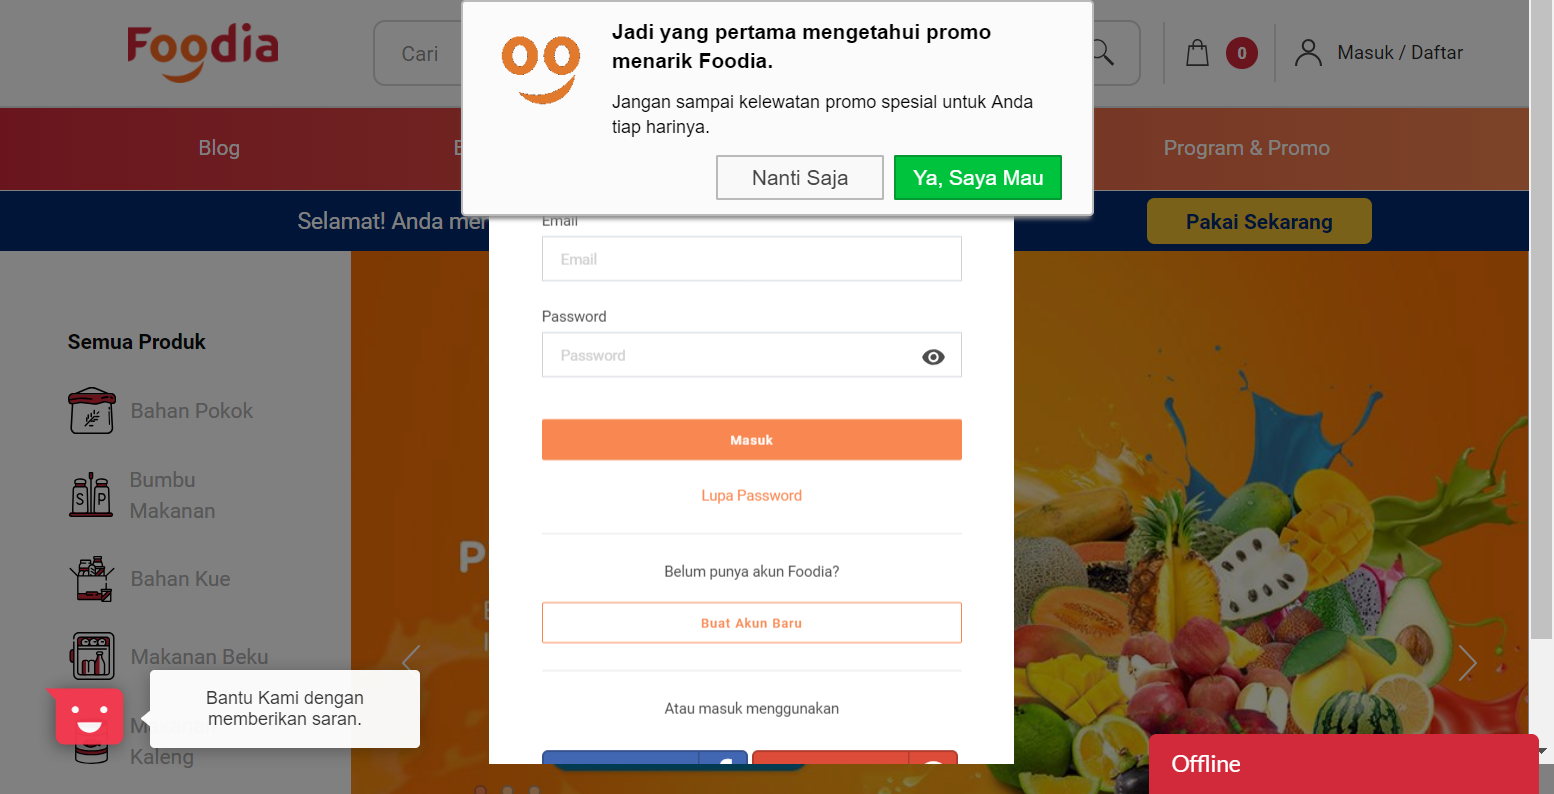 Foodia
Cari
0
Masuk / Daftar
Jadi yang pertama mengetahui promo
menarik Foodia.
Jangan sampai kelewatan promo spesial untuk Anda
tiap harinya.
Nanti Saja
Ya, Saya Mau
Blog
Program & Promo
Selamat! Anda
Pakai Sekarang
Email
Email
Password
Password
Masuk
Lupa Password
Belum punya akun Foodia?
Buat Akun Baru
Atau masuk menggunakan
Semua Produk
Bahan Pokok
S P
Bumbu
Makanan
Bahan Kue
Makanan Beku
Kaleng
Bantu Kami dengan
memberikan saran.
Offline